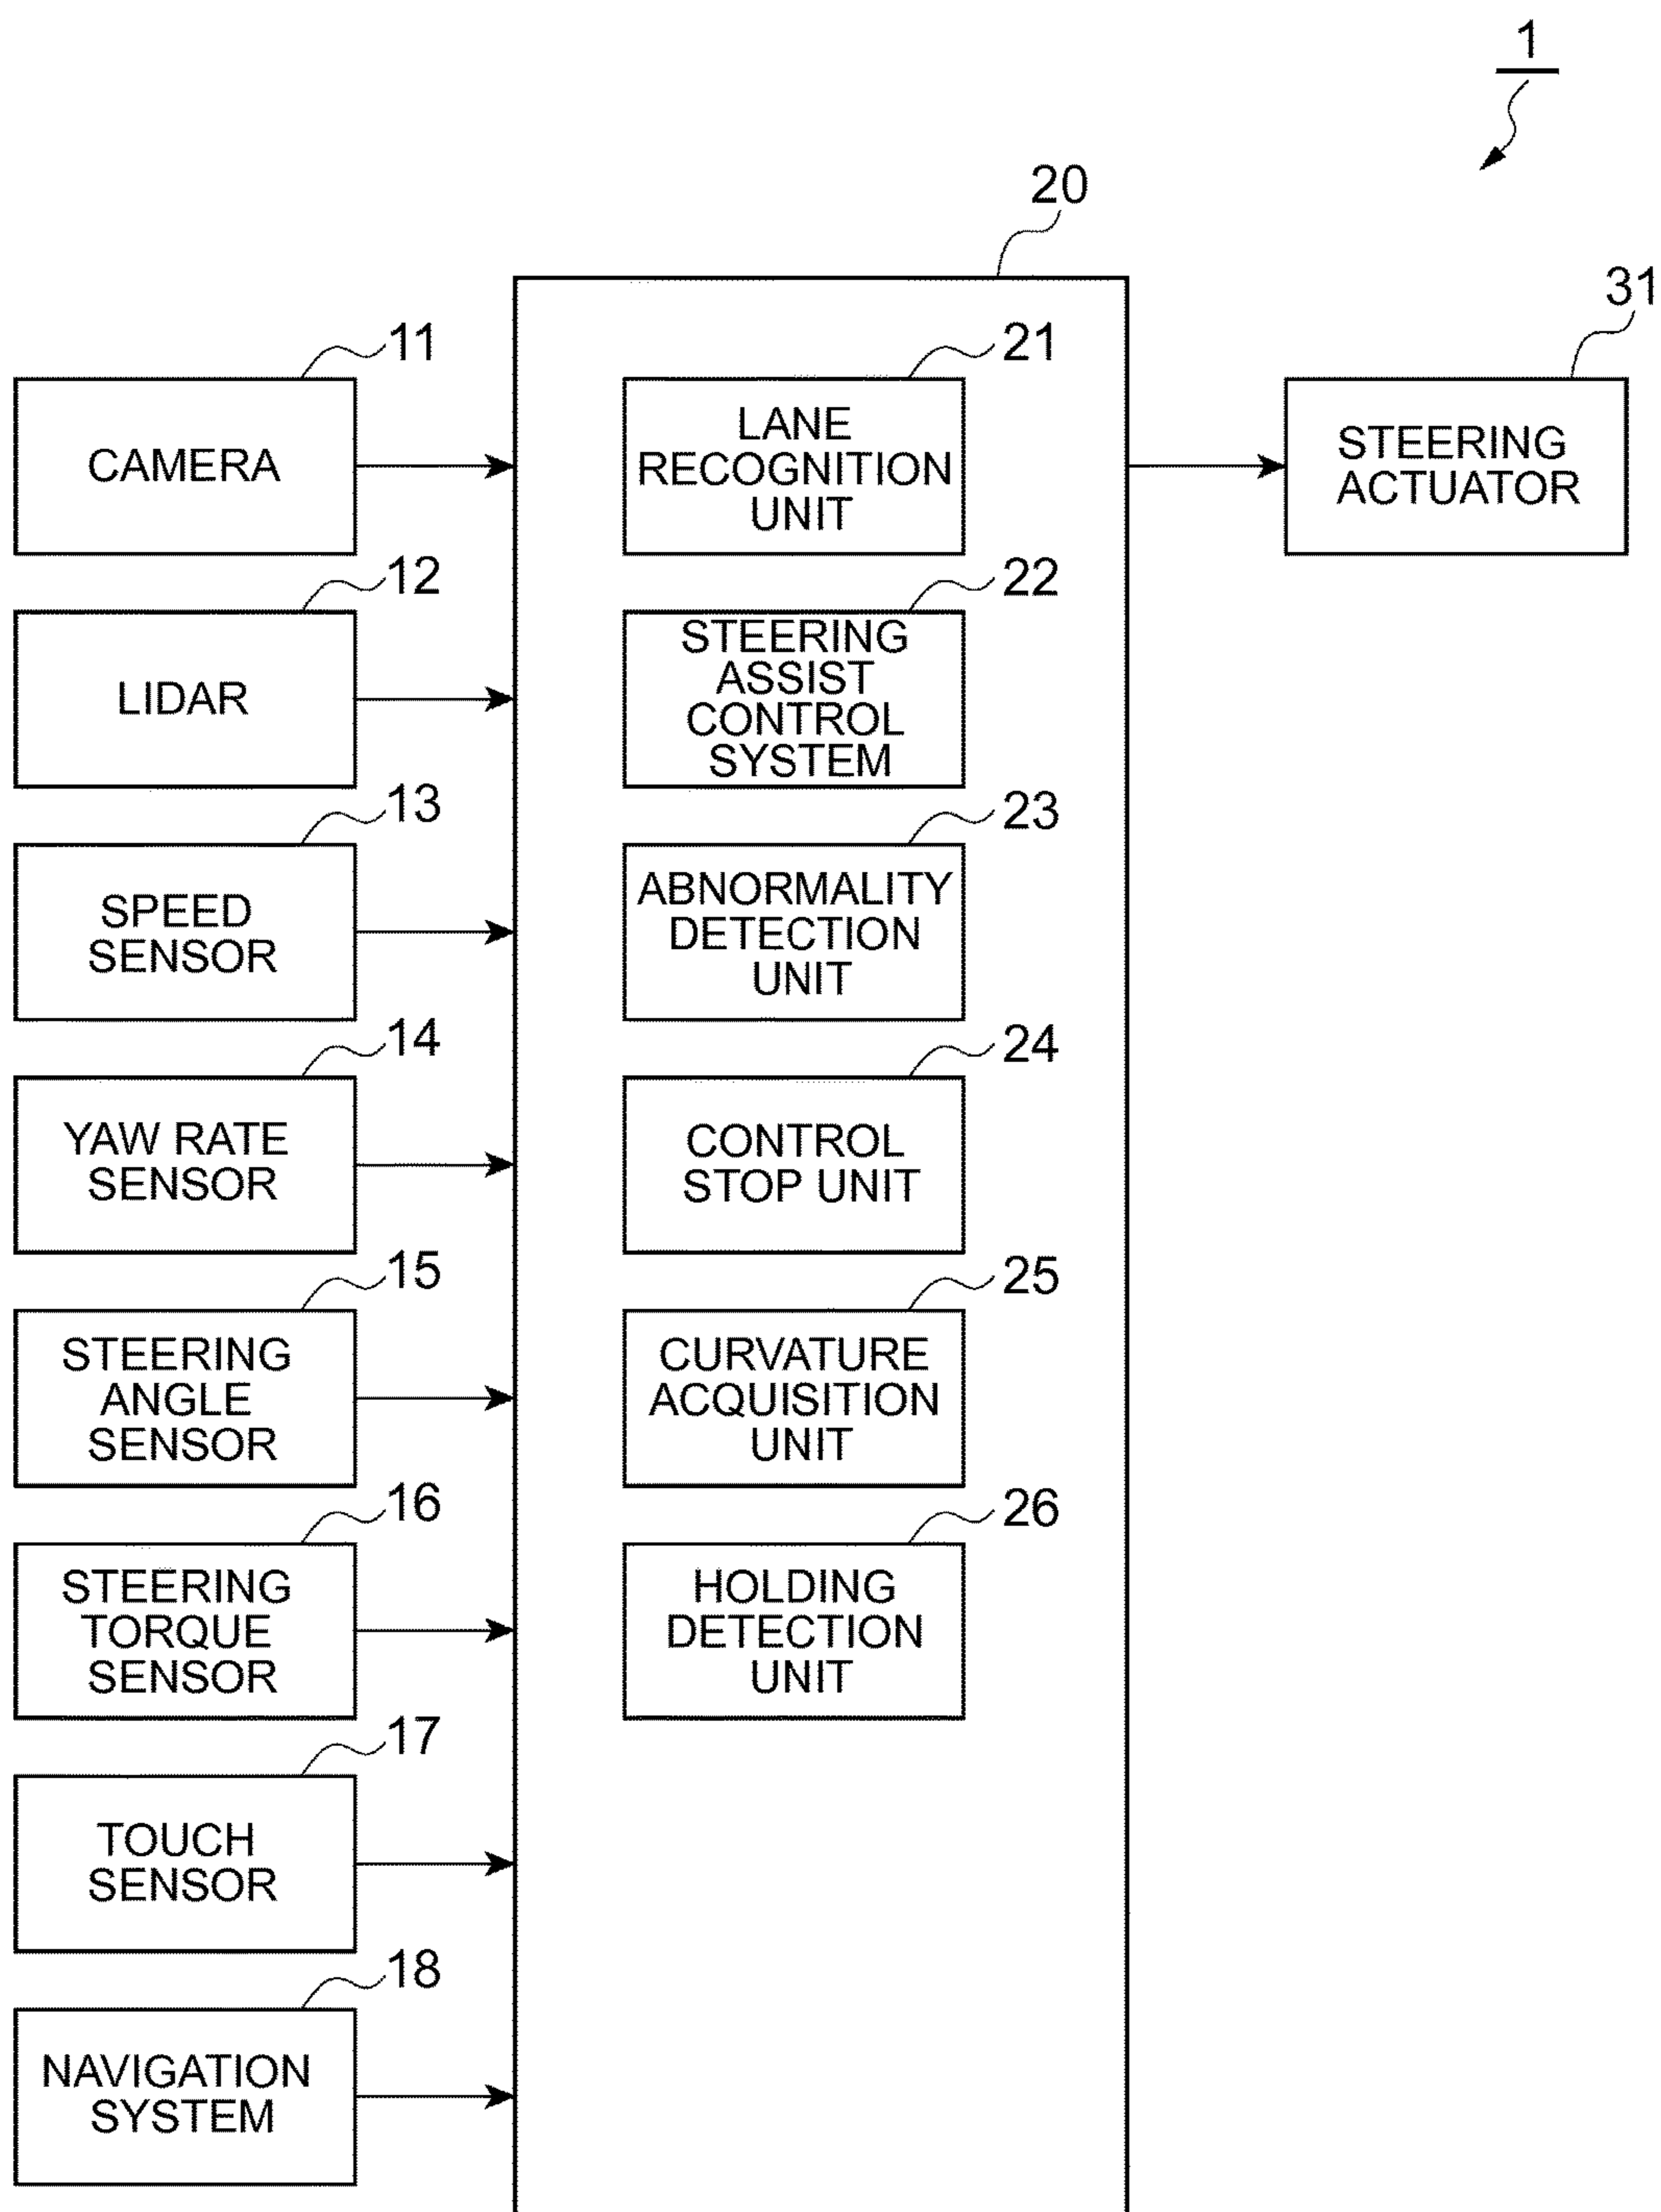 1
20
31
11
CAMERA
12
LIDAR
13
SPEED
SENSOR
14
YAW RATE
SENSOR
15
STEERING
ANGLE
SENSOR
16
STEERING
TORQUE
SENSOR
17
TOUCH
SENSOR
18
NAVIGATION
SYSTEM
21
LANE
RECOGNITION
UNIT
22
STEERING
ASSIST
CONTROL
SYSTEM
23
ABNORMALITY
DETECTION
UNIT
24
CONTROL
STOP UNIT
25
CURVATURE
ACQUISITION
UNIT
26
HOLDING
DETECTION
UNIT
STEERING
ACTUATOR